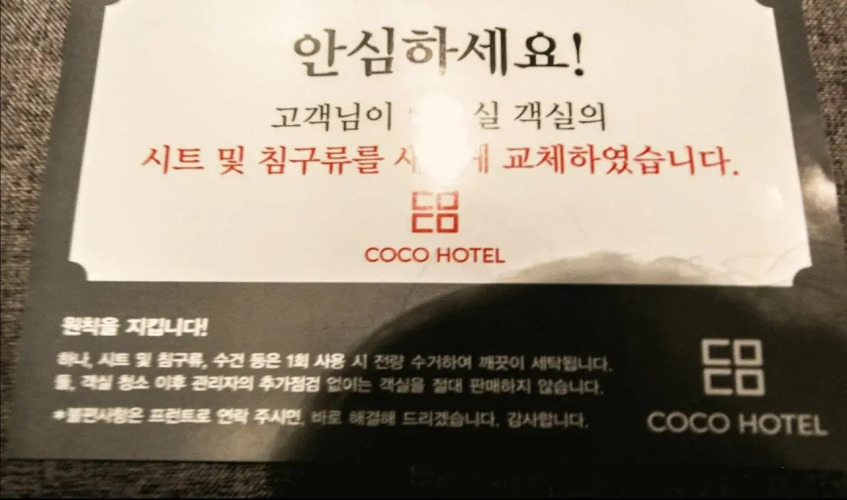 안심하세요!
고객님이 실 객실의
시트 및 침구류를 교체하였습니다.
COCO HOTEL
원칙을 지킵니다!
하나, 시트 및 침구류, 수건 등은 1회 사용 시 전량 수거하여 깨끗이 세탁됩니다.
둘, 객실 청소 이후 관리자의 추가점검 없이는 객실을 절대 판매하지 않습니다.
*불편사항은 프런트로 연락 주시면, 바로 해결해 드리겠습니다. 감사합니다.
COCO
COCO HOTEL